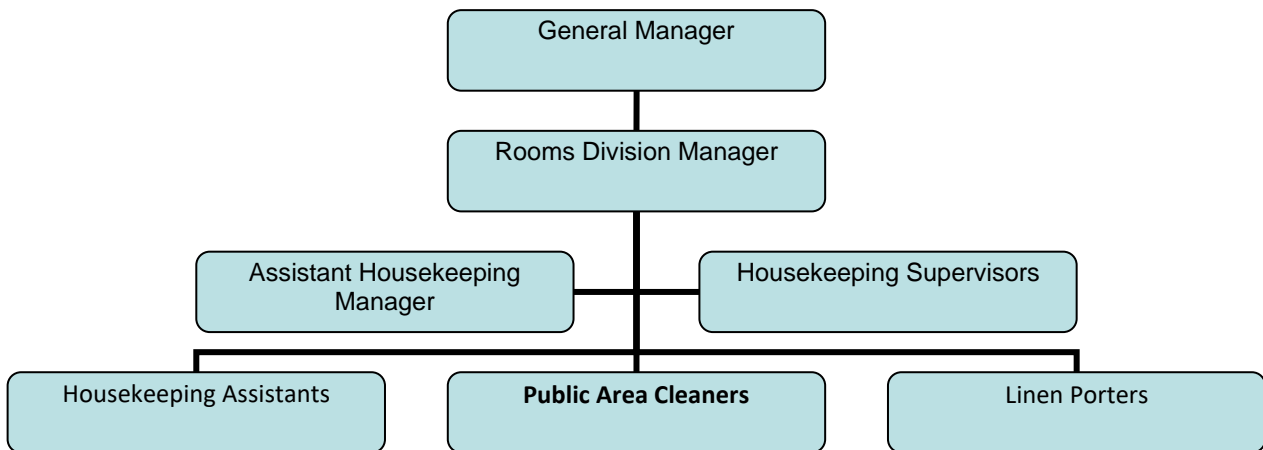 General Manager
Rooms Division Manager
Assistant Housekeeping
Manager
Housekeeping Supervisors
Housekeeping Assistants
Public Area Cleaners
Linen Porters